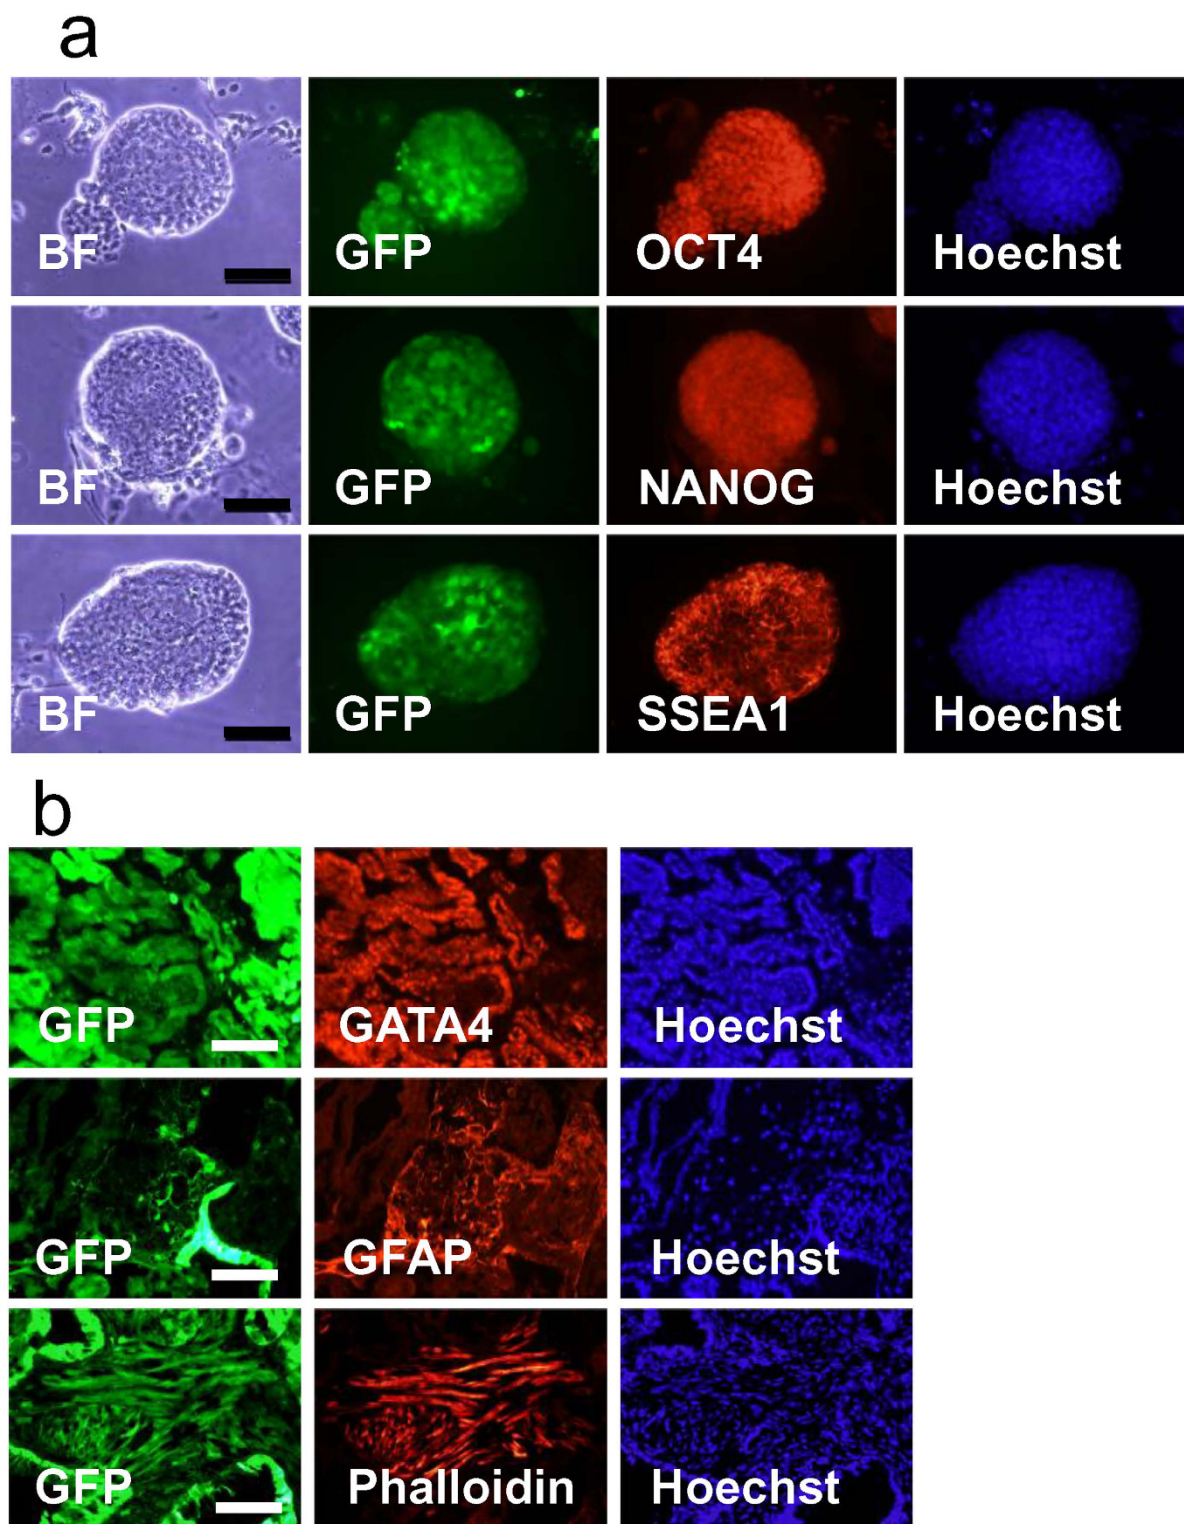 a
BF GFP OCT4 Hoechst
BF GFP NANOG Hoechst
BF GFP SSEA1 Hoechst
b
GFP GATA4 Hoechst
GFP GFAP Hoechst
GFP Phalloidin Hoechst